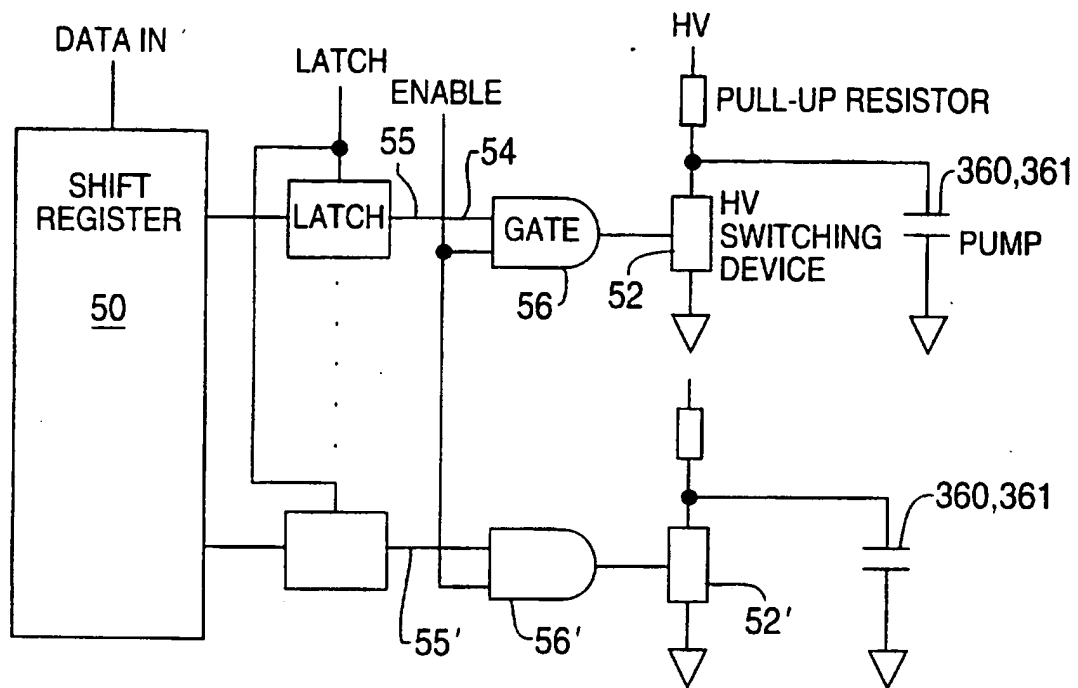 DATA IN
LATCH
ENABLE
HV
PULL-UP RESISTOR
55
54
360,361
SHIFT
REGISTER
LATCH
GATE
HV
SWITCHING
DEVICE
PUMP
50
56
52
360,361
55'
56'
52'